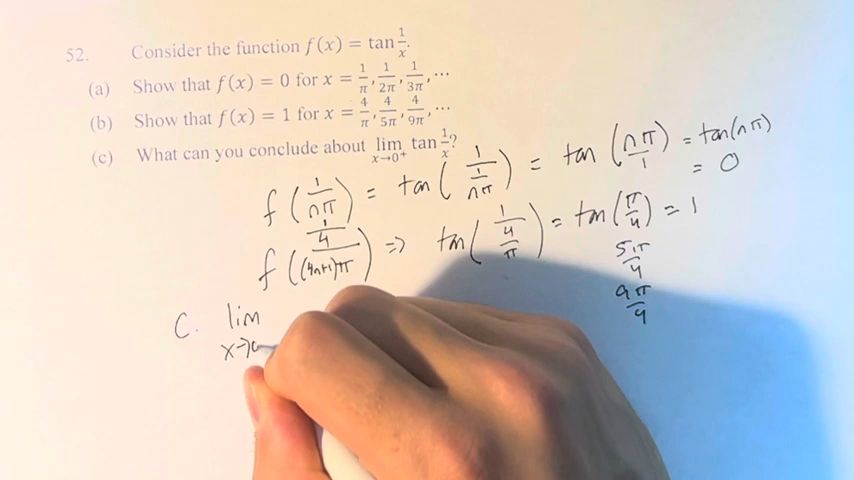 52. Consider the function f(x) = tan 1/x.
(a) Show that f(x) = 0 for x = 1/π, 1/2π, 1/3π, ⋯
(b) Show that f(x) = 1 for x = 4/π, 4/5π, 4/9π, ⋯
(c) What can you conclude about lim x→0⁺ tan 1/x?
f(1/nπ) = tan(1/(1/nπ)) = tan(nπ/1) = tan(nπ)
= 0
f(4/((4n+1)π)) => tan(1/(4/π)) = tan(π/4) = 1
5π/4
9π/4
C. lim
x→